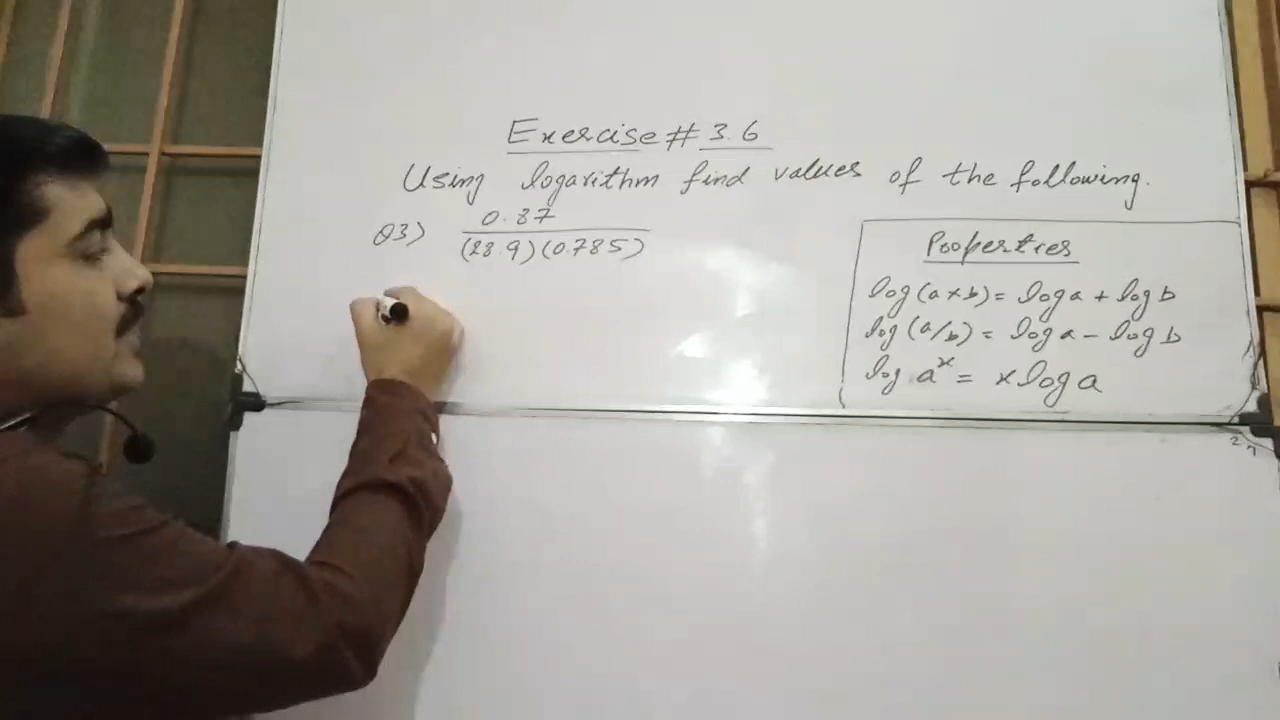 Exercise # 3.6
Using logarithm find values of the following.
Q3) 0.87
(28.9)(0.785)
Properties
log(a×b)= log a + log b
log(a/b)= log a - log b
log a^x = x log a